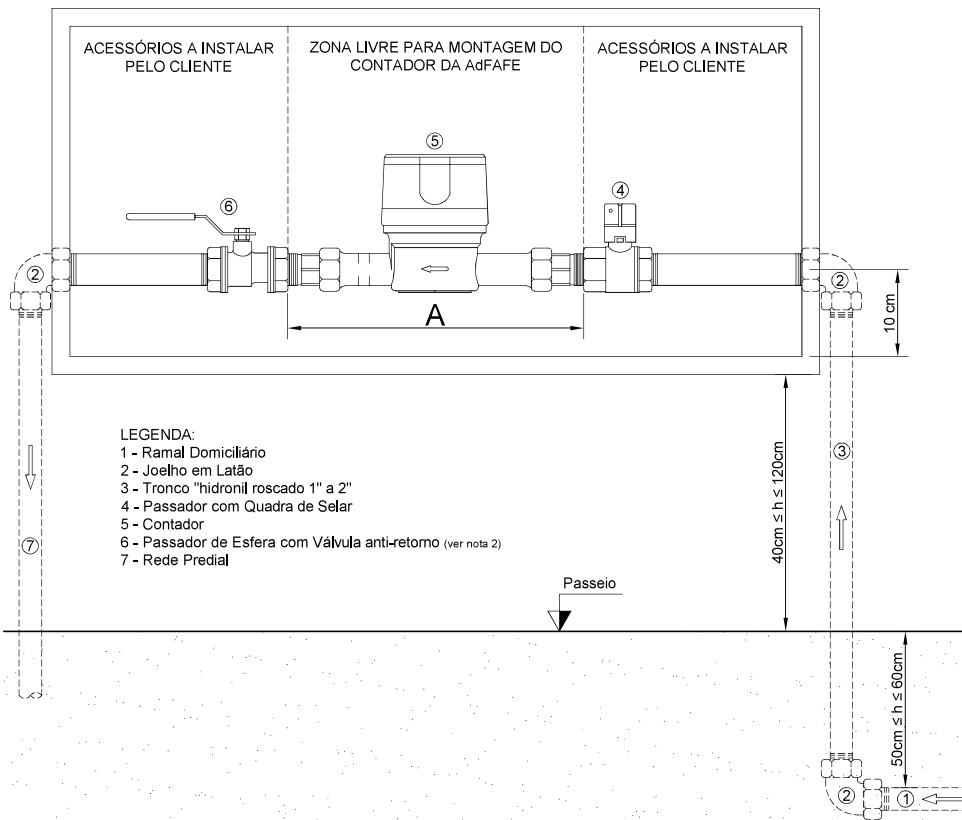 ACESSÓRIOS A INSTALAR
PELO CLIENTE
ZONA LIVRE PARA MONTAGEM DO
CONTADOR DA AdFAFE
ACESSÓRIOS A INSTALAR
PELO CLIENTE
5
6
4
2
2
A
10 cm
LEGENDA:
1 - Ramal Domiciliário
2 - Joelho em Latão
3 - Tronco "hidronil roscado 1" a 2"
4 - Passador com Quadra de Selar
5 - Contador
6 - Passador de Esfera com Válvula anti-retorno (ver nota 2)
7 - Rede Predial
7
3
40cm ≤ h ≤ 120cm
Passeio
50cm ≤ h ≤ 60cm
2
1